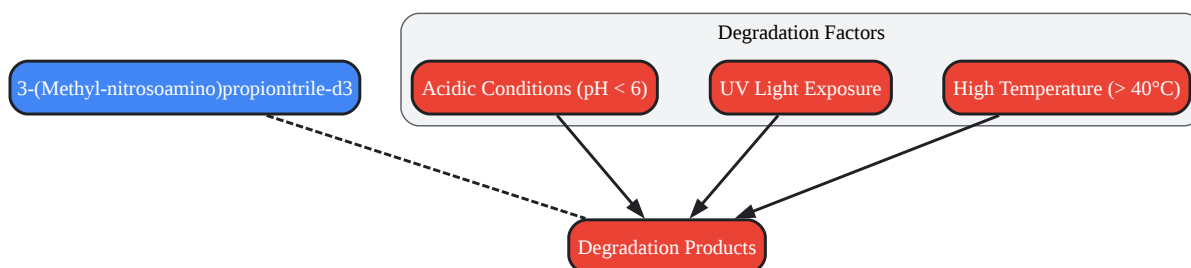 Degradation Factors
3-(Methyl-nitrosoamino)propionitrile-d3
Acidic Conditions (pH < 6)
UV Light Exposure
High Temperature (> 40°C)
Degradation Products